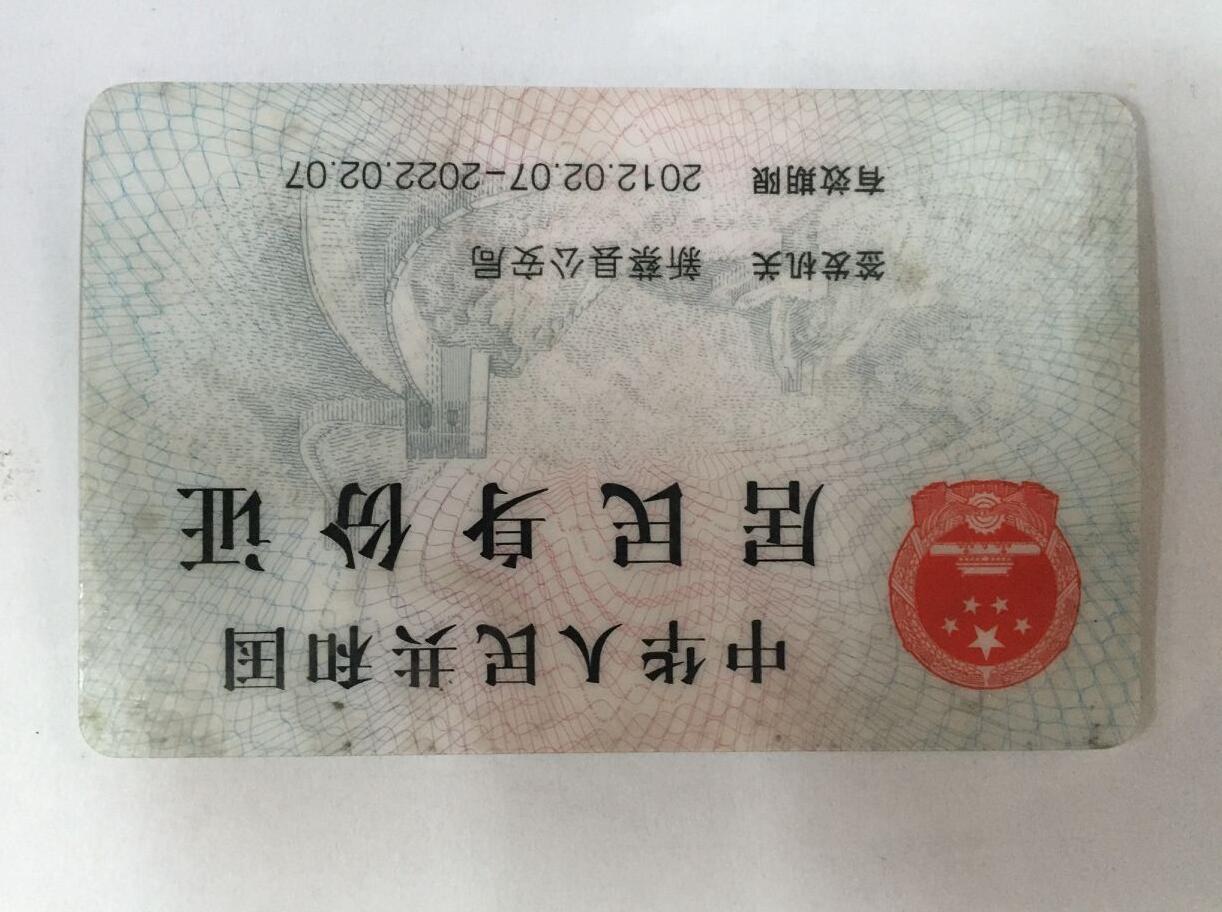 中华人民共和国
居民身份证
签发机关 新蔡县公安局
有效期限 2012.02.07-2022.02.07